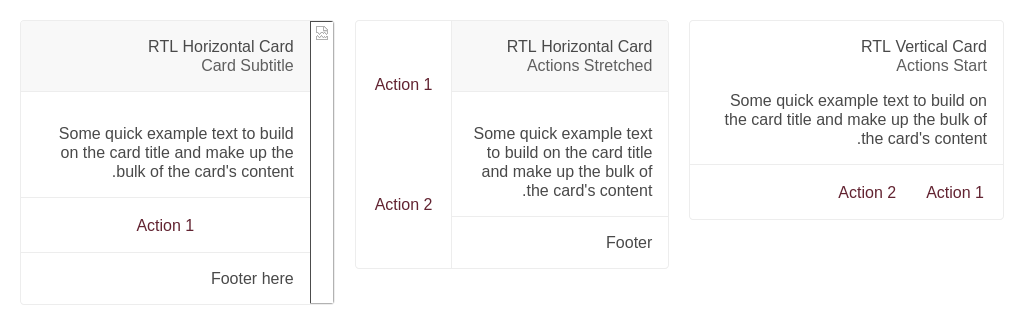 RTL Horizontal Card
Card Subtitle
Some quick example text to build
on the card title and make up the
.bulk of the card's content
Action 1
Footer here
Action 1
Action 2
RTL Horizontal Card
Actions Stretched
Some quick example text
to build on the card title
and make up the bulk of
.the card's content
Footer
RTL Vertical Card
Actions Start
Some quick example text to build on
the card title and make up the bulk of
.the card's content
Action 2 Action 1